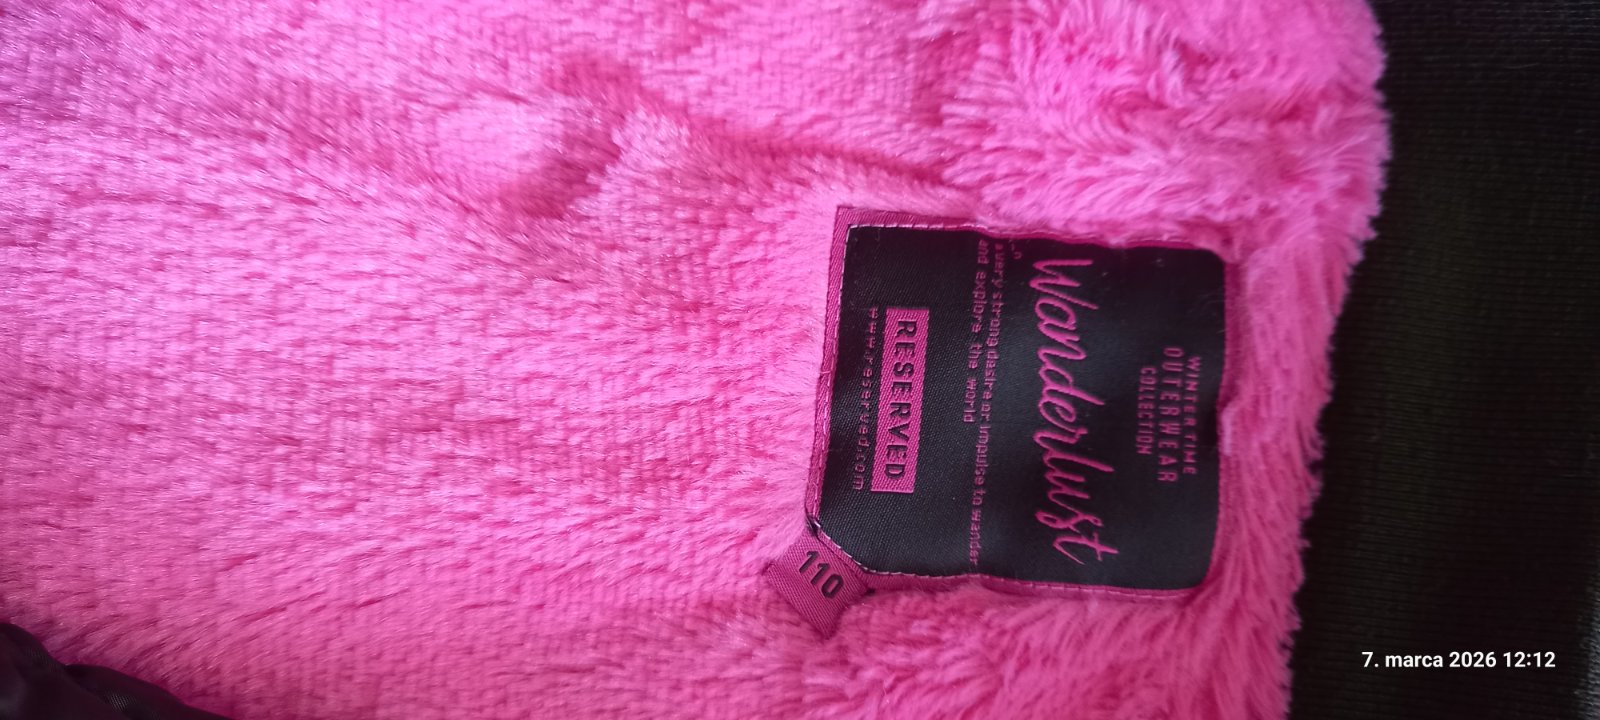 WINTER TIME
OUTERWEAR
COLLECTION
Wanderlust
a very strong desire or impulse to wander
and explore the world
RESERVED
www.reserved.com
110
7. marca 2026 12:12